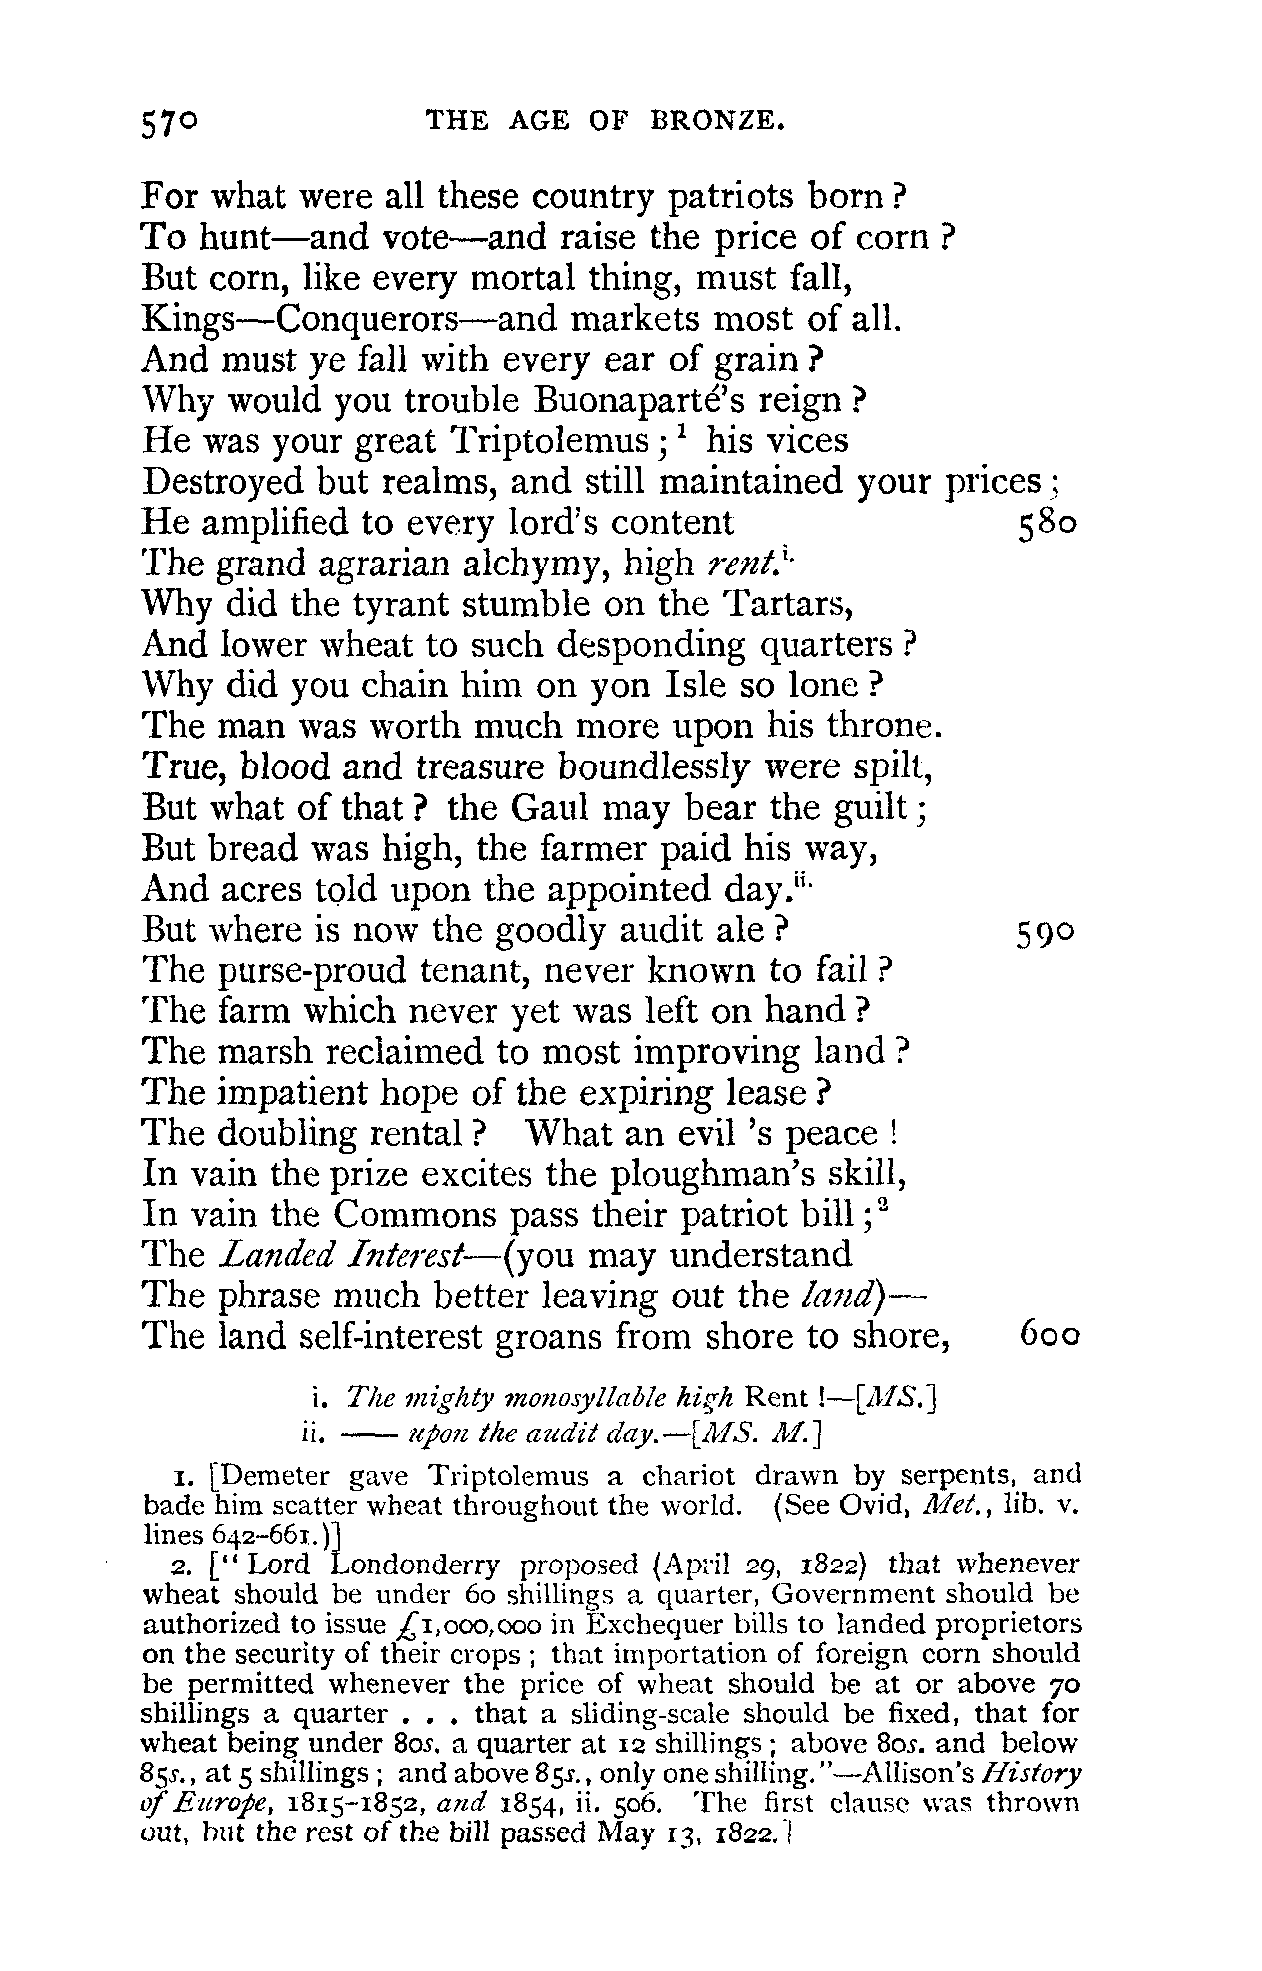 570 THE AGE OF BRONZE.
For what were all these country patriots born?
To hunt—and vote—and raise the price of corn?
But corn, like every mortal thing, must fall,
Kings—Conquerors—and markets most of all.
And must ye fall with every ear of grain?
Why would you trouble Buonaparté's reign?
He was your great Triptolemus;¹ his vices
Destroyed but realms, and still maintained your prices;
He amplified to every lord's content 580
The grand agrarian alchymy, high rent.i.
Why did the tyrant stumble on the Tartars,
And lower wheat to such desponding quarters?
Why did you chain him on yon Isle so lone?
The man was worth much more upon his throne.
True, blood and treasure boundlessly were spilt,
But what of that? the Gaul may bear the guilt;
But bread was high, the farmer paid his way,
And acres told upon the appointed day.ii.
But where is now the goodly audit ale? 590
The purse-proud tenant, never known to fail?
The farm which never yet was left on hand?
The marsh reclaimed to most improving land?
The impatient hope of the expiring lease?
The doubling rental? What an evil 's peace!
In vain the prize excites the ploughman's skill,
In vain the Commons pass their patriot bill;²
The Landed Interest—(you may understand
The phrase much better leaving out the land)—
The land self-interest groans from shore to shore, 600
i. The mighty monosyllable high Rent!—[MS.]
ii. —— upon the audit day.—[MS. M.]
1. [Demeter gave Triptolemus a chariot drawn by serpents, and
bade him scatter wheat throughout the world. (See Ovid, Met., lib. v.
lines 642-661.)]
2. ["Lord Londonderry proposed (April 29, 1822) that whenever
wheat should be under 60 shillings a quarter, Government should be
authorized to issue £1,000,000 in Exchequer bills to landed proprietors
on the security of their crops; that importation of foreign corn should
be permitted whenever the price of wheat should be at or above 70
shillings a quarter . . . that a sliding-scale should be fixed, that for
wheat being under 80s. a quarter at 12 shillings; above 80s. and below
85s., at 5 shillings; and above 85s., only one shilling."—Allison's History
of Europe, 1815-1852, and 1854, ii. 506. The first clause was thrown
out, but the rest of the bill passed May 13, 1822.]